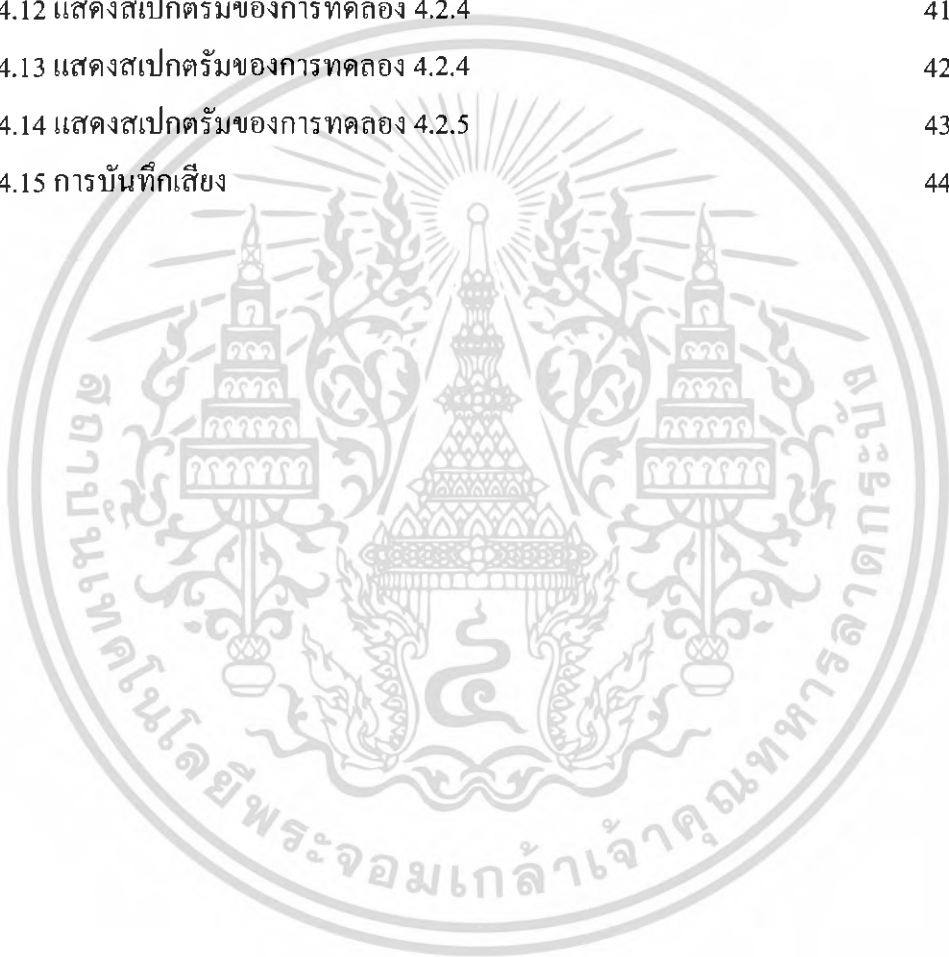 4.12 แสดงสเปกตรัมของการทดลอง 4.2.4 41
4.13 แสดงสเปกตรัมของการทดลอง 4.2.4 42
4.14 แสดงสเปกตรัมของการทดลอง 4.2.5 43
4.15 การบันทึกเสียง 44
สถาบันเทคโนโลยีพระจอมเกล้าเจ้าคุณทหารลาดกระบัง